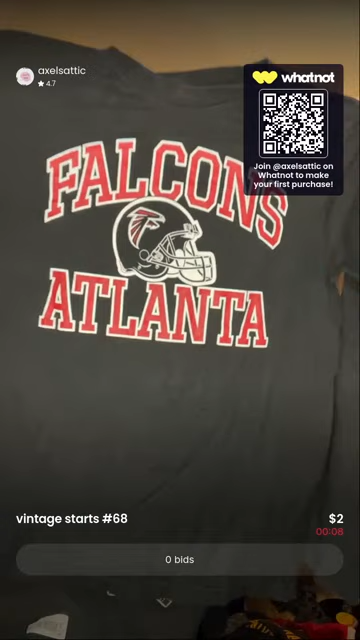 axelsattic
★ 4.7
whatnot
Join @axelsattic on
Whatnot to make
your first purchase!
FALCONS
ATLANTA
vintage starts #68
$2
00:08
0 bids